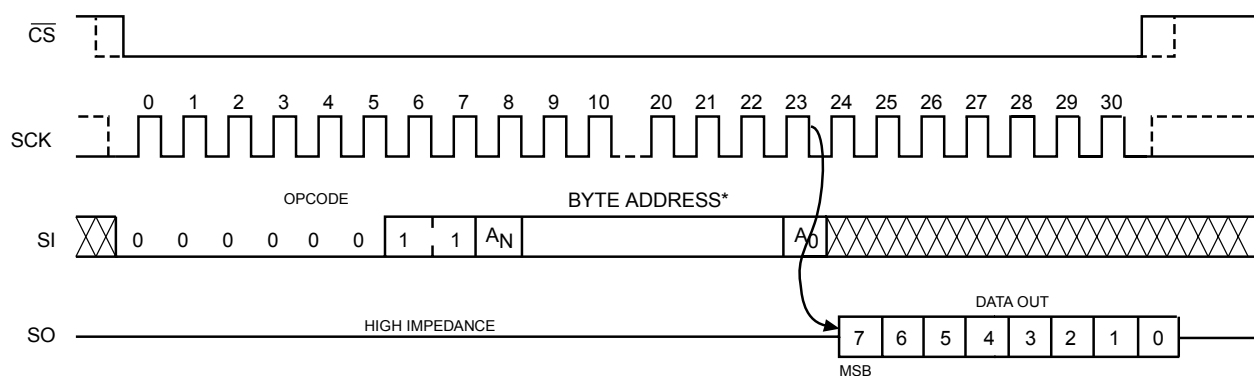 CS
0 1 2 3 4 5 6 7 8 9 10 20 21 22 23 24 25 26 27 28 29 30
SCK
OPCODE
BYTE ADDRESS*
SI 0 0 0 0 0 0 1 1 AN A0
DATA OUT
SO HIGH IMPEDANCE 7 6 5 4 3 2 1 0
MSB